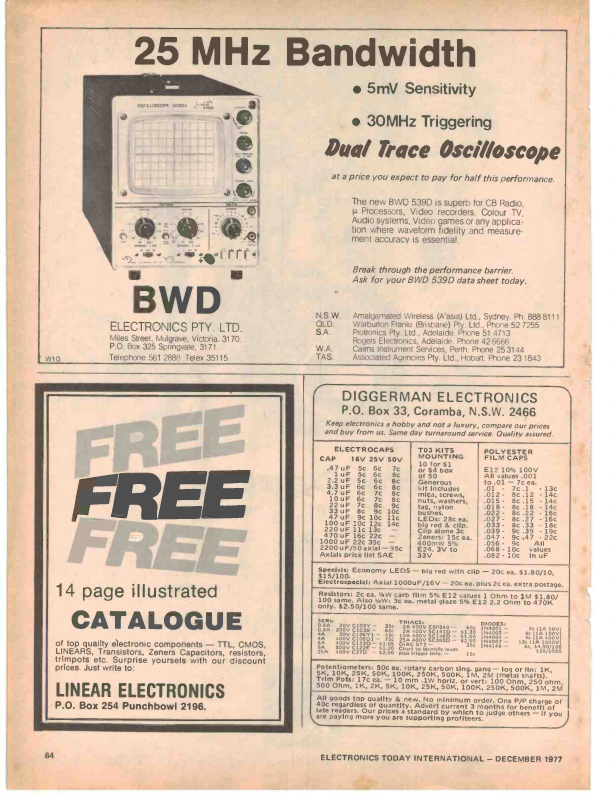 25 MHz Bandwidth
• 5mV Sensitivity
• 30MHz Triggering
Dual Trace Oscilloscope
at a price you expect to pay for half this performance.
The new BWD 539D is superb for CB Radio,
µ Processors, Video recorders, Colour TV,
Audio systems, Video games or any applica-
tion where waveform fidelity and measure-
ment accuracy is essential.
Break through the performance barrier.
Ask for your BWD 539D data sheet today.
BWD
ELECTRONICS PTY. LTD.
Miles Street, Mulgrave, Victoria. 3170.
P.O. Box 325 Springvale, 3171.
Telephone 561 2888 Telex 35115
W10
N.S.W. Amalgamated Wireless (A'asia) Ltd., Sydney. Ph. 888 8111
QLD. Warburton Franki (Brisbane) Pty. Ltd., Phone 52 7255
S.A. Protronics Pty. Ltd., Adelaide. Phone 51 4713
Rogers Electronics, Adelaide. Phone 42 6666
W.A. Cairns Instrument Services, Perth. Phone 25 3144
TAS. Associated Agencies Pty. Ltd., Hobart. Phone 23 1843
FREE
FREE
FREE
14 page illustrated
CATALOGUE
of top quality electronic components — TTL, CMOS,
LINEARS, Transistors, Zeners Capacitors, resistors,
trimpots etc. Surprise yourselves with our discount
prices. Just write to:
LINEAR ELECTRONICS
P.O. Box 254 Punchbowl 2196.
DIGGERMAN ELECTRONICS
P.O. Box 33, Coramba, N.S.W. 2466
Keep electronics a hobby and not a luxury, compare our prices
and buy from us. Same day turnaround service. Quality assured.
ELECTROCAPS
CAP 16V 25V 50V
.47 uF 5c 6c 7c
1 uF 5c 6c 8c
2.2 uF 5c 6c 8c
3.3 uF 6c 6c 8c
4.7 uF 6c 7c 8c
10 uF 6c 7c 8c
22 uF 7c 8c 9c
33 uF 8c 9c 10c
47 uF 9c 10c 11c
100 uF 10c 12c 14c
220 uF 11c 13c —
470 uF 16c 22c —
1000 uF 22c 35c —
2200 uF/50 axial — 95c
Axials price list SAE
T03 KITS
MOUNTING
10 for $1
or $4 box
of 50
Generous
kit includes
mica, screws,
nuts, washers,
tag, nylon
bushes.
LEDS: 28c ea.
big red & clip.
Clip alone 3c
Zeners: 15c ea.
400mW 5%
E24. 3V to
33V
POLYESTER
FILM CAPS
E12 10% 100V
All values .001
to .01 — 7c ea.
.01 - 7c .1 - 13c
.012 - 8c .12 - 14c
.015 - 8c .15 - 14c
.018 - 8c .18 - 14c
.022 - 8c .22 - 16c
.027 - 8c .27 - 16c
.033 - 8c .33 - 18c
.039 - 9c .39 - 19c
.047 - 9c .47 - 22c
.056 - 9c All
.068 - 10c values
.082 - 10c in uF
Specials: Economy LEDS — big red with clip — 20c ea. $1.80/10,
$15/100.
Electrospecial: Axial 1000uF/16V — 20c ea. plus 2c ea. extra postage.
Resistors: 2c ea. ¼W carb film 5% E12 values 1 Ohm to 1M $1.80/
100 same. Also ½W: 3c ea. metal glaze 5% E12 2.2 Ohm to 470K
only. $2.50/100 same.
SCRs:
TRIACS:
DIODES:
Potentiometers: 50c ea. rotary carbon sing. gang — log or lin: 1K,
5K, 10K, 25K, 50K, 100K, 250K, 500K, 1M, 2M (metal shafts).
Trim Pots: 17c ea. — 10 mm .1W horiz. or vert: 100 Ohm, 250 ohm,
500 Ohm, 1K, 2K, 5K, 10K, 25K, 50K, 100K, 250K, 500K, 1M, 2M
All goods top quality & new. No minimum order. One P/P charge of
40c regardless of quantity. Advert current 3 months for benefit of
late readers. Our prices a standard by which to judge others — if you
are paying more you are supporting profiteers.
64
ELECTRONICS TODAY INTERNATIONAL — DECEMBER 1977